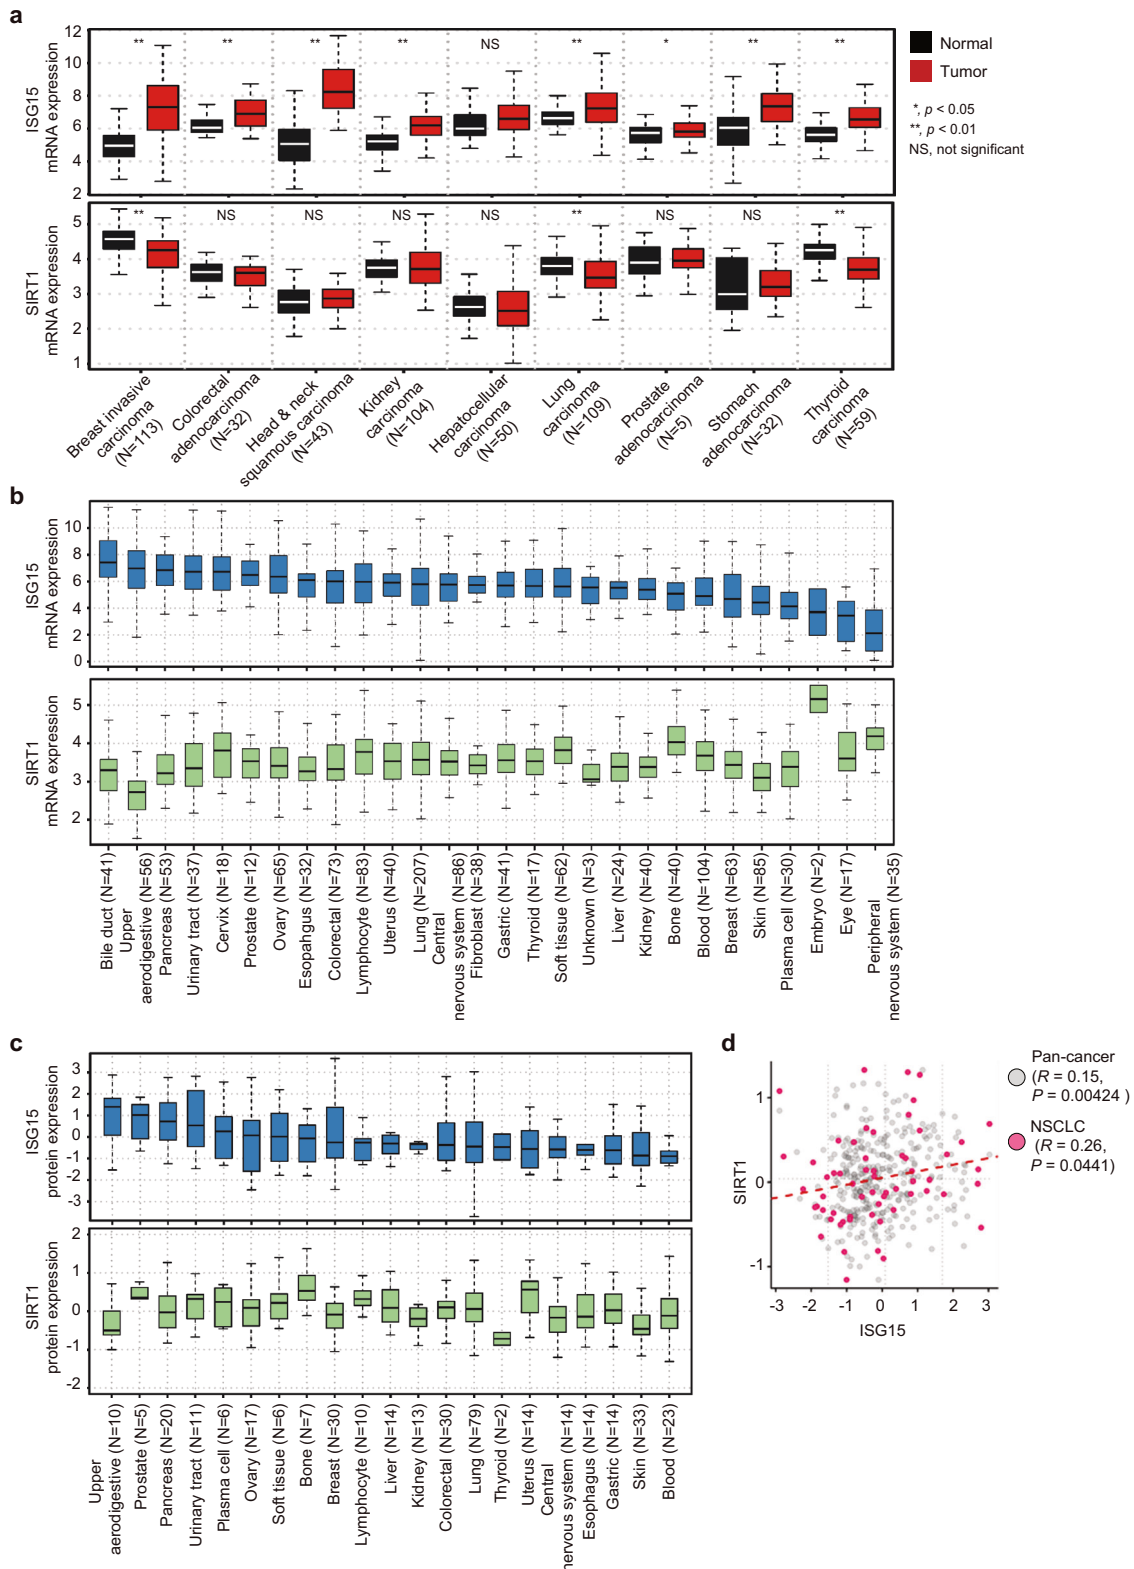 a
12
10
8
6
4
2
ISG15
mRNA expression
** ** ** ** NS ** * ** **
Normal
Tumor
*, p < 0.05
**, p < 0.01
NS, not significant
5
4
3
2
1
SIRT1
mRNA expression
** NS NS NS NS ** NS NS **
Breast invasive
carcinoma
(N=113)
Colorectal
adenocarcinoma
(N=32)
Head & neck
squamous carcinoma
(N=43)
Kidney
carcinoma
(N=104)
Hepatocellular
carcinoma
(N=50)
Lung
carcinoma
(N=109)
Prostate
adenocarcinoma
(N=5)
Stomach
adenocarcinoma
(N=32)
Thyroid
carcinoma
(N=59)
b
10
8
6
4
2
0
ISG15
mRNA expression
5
4
3
2
SIRT1
mRNA expression
Bile duct (N=41)
Upper
aerodigestive (N=56)
Pancreas (N=53)
Urinary tract (N=37)
Cervix (N=18)
Prostate (N=12)
Ovary (N=65)
Esopahgus (N=32)
Colorectal (N=73)
Lymphocyte (N=83)
Uterus (N=40)
Lung (N=207)
Central
nervous system (N=86)
Fibroblast (N=38)
Gastric (N=41)
Thyroid (N=17)
Soft tissue (N=62)
Unknown (N=3)
Liver (N=24)
Kidney (N=40)
Bone (N=40)
Blood (N=104)
Breast (N=63)
Skin (N=85)
Plasma cell (N=30)
Embryo (N=2)
Eye (N=17)
Peripheral
nervous system (N=35)
c
3
2
1
0
-1
-2
-3
ISG15
protein expression
2
1
0
-1
-2
SIRT1
protein expression
Upper
aerodigestive (N=10)
Prostate (N=5)
Pancreas (N=20)
Urinary tract (N=11)
Plasma cell (N=6)
Ovary (N=17)
Soft tissue (N=6)
Bone (N=7)
Breast (N=30)
Lymphocyte (N=10)
Liver (N=14)
Kidney (N=13)
Colorectal (N=30)
Lung (N=79)
Thyroid (N=2)
Uterus (N=14)
Central
nervous system (N=14)
Esophagus (N=14)
Gastric (N=14)
Skin (N=33)
Blood (N=23)
d
SIRT1
1
0
-1
-3 -2 -1 0 1 2 3
ISG15
Pan-cancer
(R = 0.15,
P = 0.00424 )
NSCLC
(R = 0.26,
P = 0.0441)